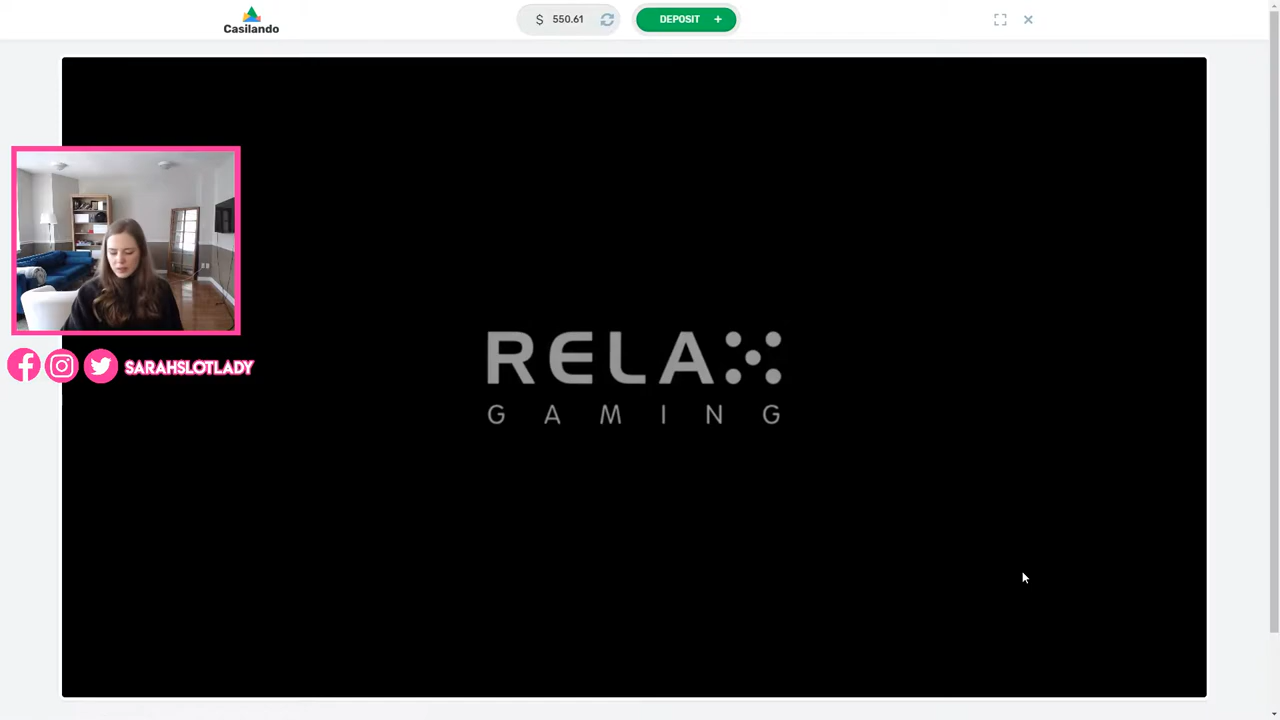 Casilando
$ 550.61
DEPOSIT +
SARAHSLOTLADY
RELAX
GAMING